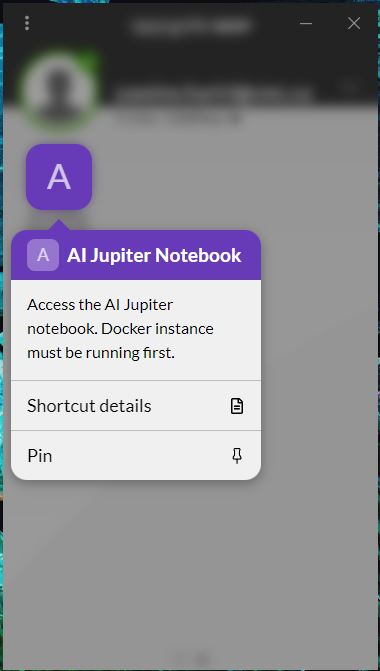 A
A AI Jupiter Notebook
Access the AI Jupiter
notebook. Docker instance
must be running first.
Shortcut details
Pin